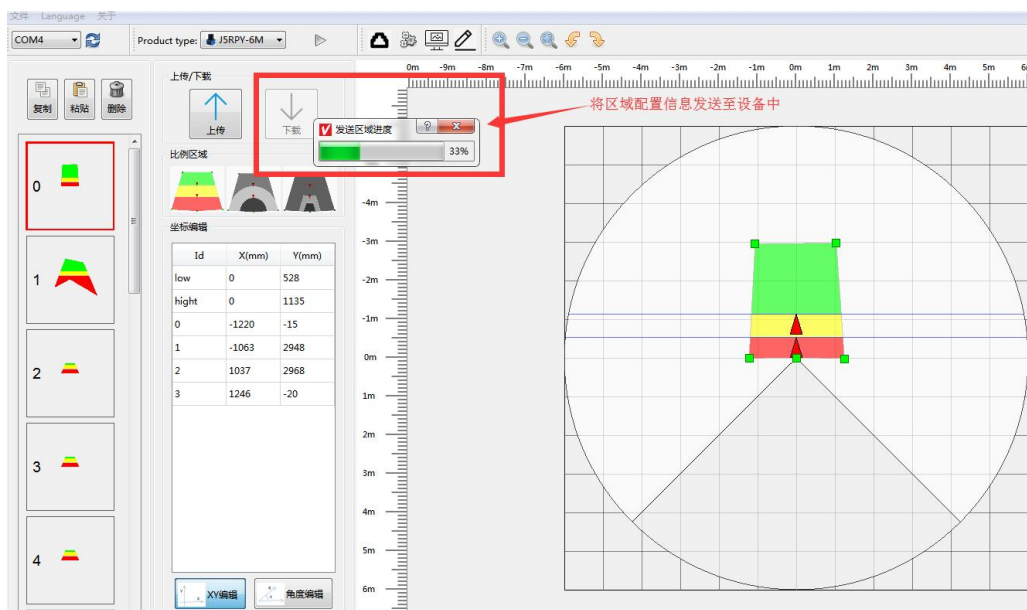 文件 Language 关于
COM4
Product type: J5RPY-6M
复制 粘贴 删除
上传/下载
上传
下载
发送区域进度
33%
将区域配置信息发送至设备中
比例区域
坐标编辑
Id X(mm) Y(mm)
low 0 528
hight 0 1135
0 -1220 -15
1 -1063 2948
2 1037 2968
3 1246 -20
XY编辑
角度编辑
0
1
2
3
4
0m -9m -8m -7m -6m -5m -4m -3m -2m -1m 0m 1m 2m 3m 4m 5m
-4m
-3m
-2m
-1m
0m
1m
2m
3m
4m
5m
6m